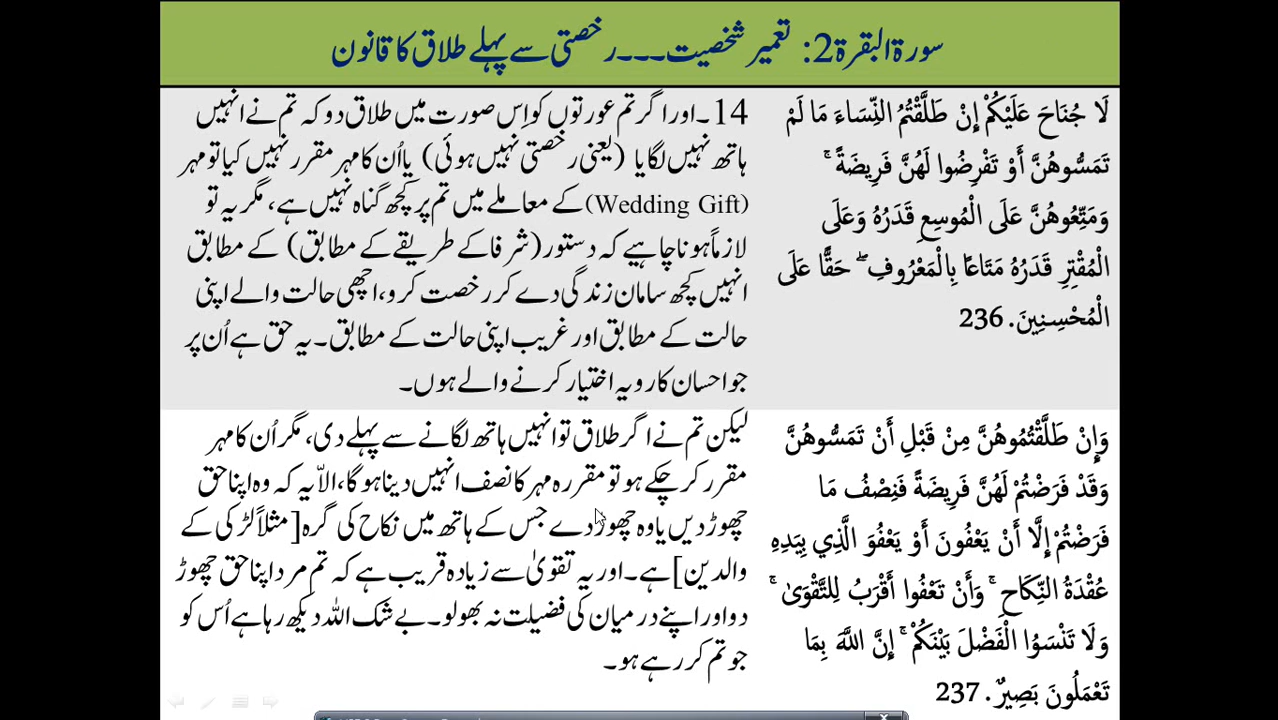 سورۃ البقرۃ 2: تعمیر شخصیت۔۔۔رخصتی سے پہلے طلاق کا قانون
لَا جُنَاحَ عَلَيْكُمْ إِنْ طَلَّقْتُمُ النِّسَاءَ مَا لَمْ
تَمَسُّوهُنَّ أَوْ تَفْرِضُوا لَهُنَّ فَرِيضَةً ۚ
وَمَتِّعُوهُنَّ عَلَى الْمُوسِعِ قَدَرُهُ وَعَلَى
الْمُقْتِرِ قَدَرُهُ مَتَاعًا بِالْمَعْرُوفِ ۖ حَقًّا عَلَى
الْمُحْسِنِينَ. 236
14۔اور اگر تم عورتوں کو اِس صورت میں طلاق دو کہ تم نے انہیں
ہاتھ نہیں لگایا (یعنی رخصتی نہیں ہوئی) یا اُن کا مہر مقرر نہیں کیا تو مہر
(Wedding Gift) کے معاملے میں تم پر کچھ گناہ نہیں ہے، مگر یہ تو
لازماً ہونا چاہیے کہ دستور (شرفا کے طریقے کے مطابق) کے مطابق
انہیں کچھ سامان زندگی دے کر رخصت کرو، اچھی حالت والے اپنی
حالت کے مطابق اور غریب اپنی حالت کے مطابق۔ یہ حق ہے اُن پر
جو احسان کا رویہ اختیار کرنے والے ہوں۔
وَإِنْ طَلَّقْتُمُوهُنَّ مِنْ قَبْلِ أَنْ تَمَسُّوهُنَّ
وَقَدْ فَرَضْتُمْ لَهُنَّ فَرِيضَةً فَنِصْفُ مَا
فَرَضْتُمْ إِلَّا أَنْ يَعْفُونَ أَوْ يَعْفُوَ الَّذِي بِيَدِهِ
عُقْدَةُ النِّكَاحِ ۚ وَأَنْ تَعْفُوا أَقْرَبُ لِلتَّقْوَىٰ ۚ
وَلَا تَنْسَوُا الْفَضْلَ بَيْنَكُمْ ۚ إِنَّ اللَّهَ بِمَا
تَعْمَلُونَ بَصِيرٌ. 237
لیکن تم نے اگر طلاق تو انہیں ہاتھ لگانے سے پہلے دی، مگر اُن کا مہر
مقرر کر چکے ہو تو مقررہ مہر کا نصف انہیں دینا ہو گا، الاّ یہ کہ وہ اپنا حق
چھوڑ دیں یا وہ چھوڑ دے جس کے ہاتھ میں نکاح کی گرہ [مثلاً لڑکی کے
والدین] ہے۔ اور یہ تقویٰ سے زیادہ قریب ہے کہ تم مرد اپنا حق چھوڑ
دو اور اپنے درمیان کی فضیلت نہ بھولو۔ بے شک اللہ دیکھ رہا ہے اُس کو
جو تم کر رہے ہو۔